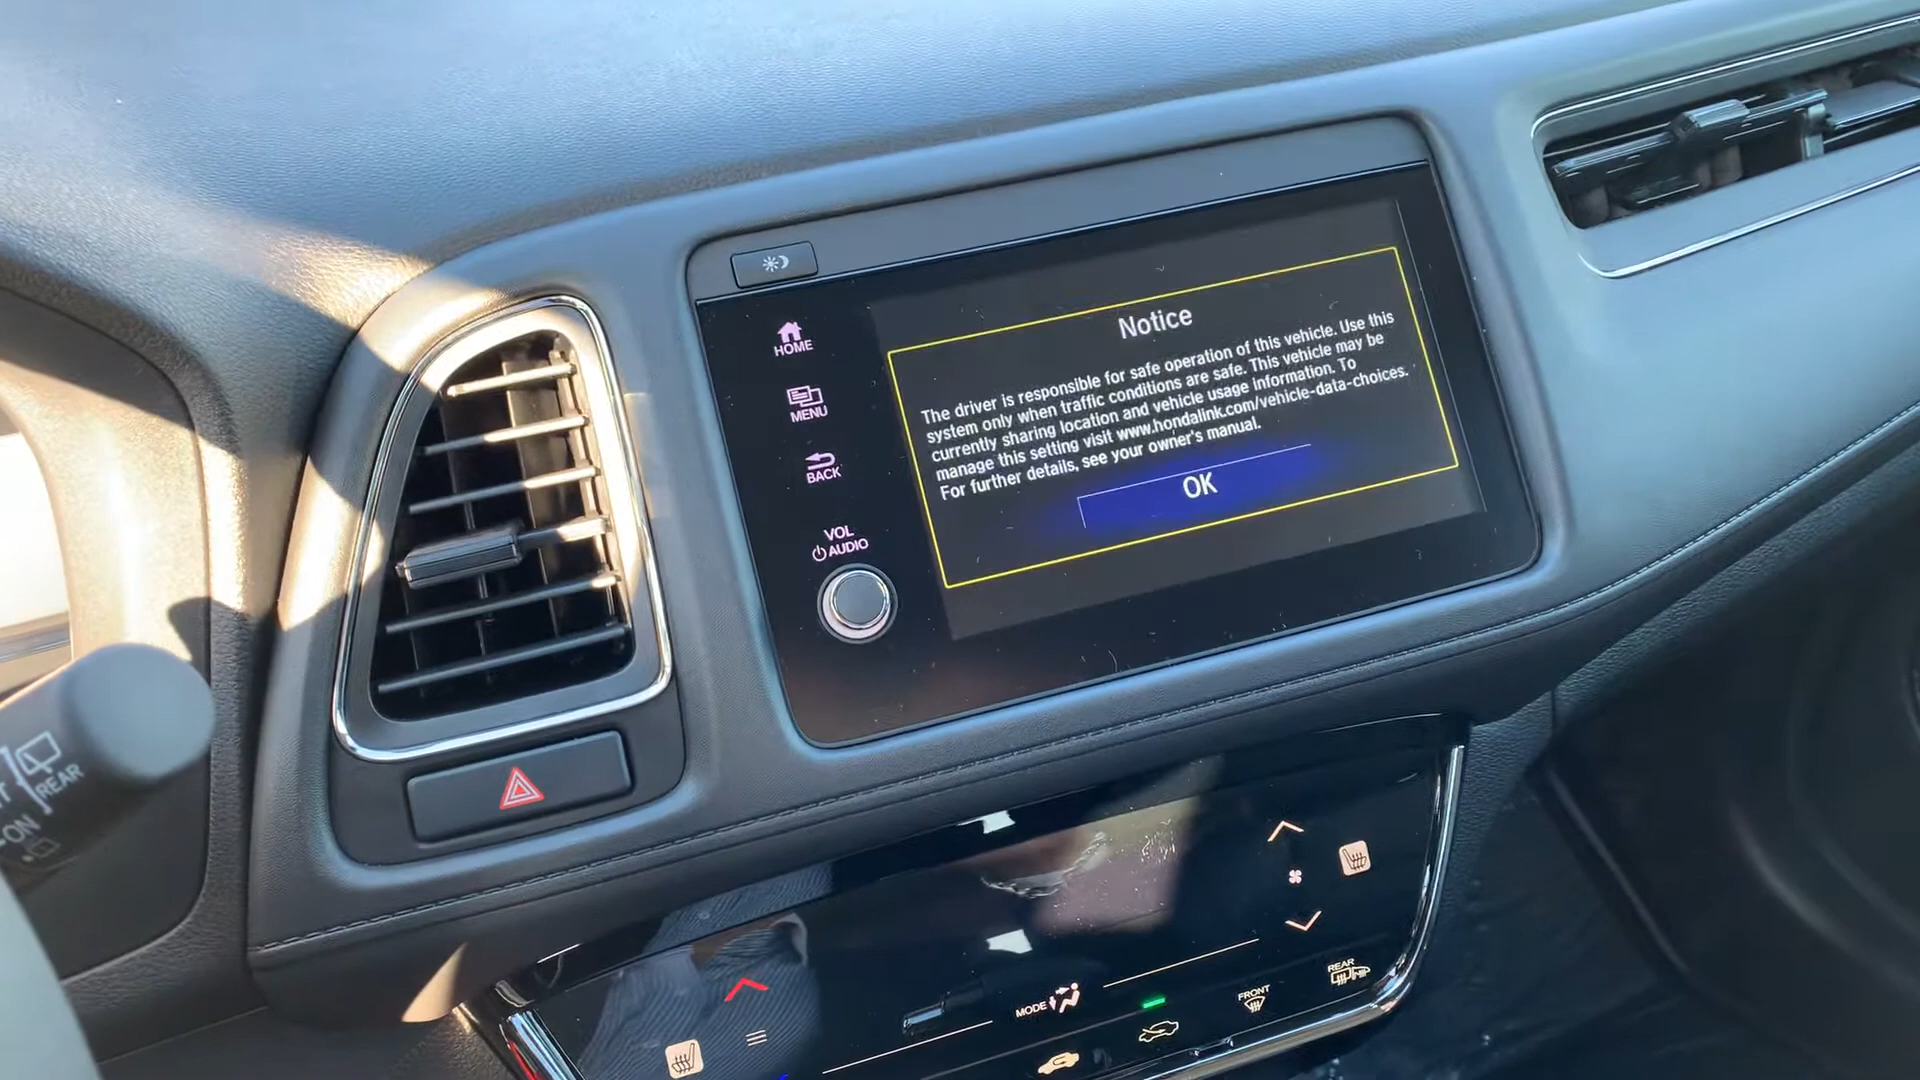 HOME
MENU
BACK
VOL
AUDIO
Notice
The driver is responsible for safe operation of this vehicle. Use this
system only when traffic conditions are safe. This vehicle may be
currently sharing location and vehicle usage information. To
manage this setting visit www.hondalink.com/vehicle-data-choices.
For further details, see your owner's manual.
OK
REAR
ON
MODE
FRONT
REAR